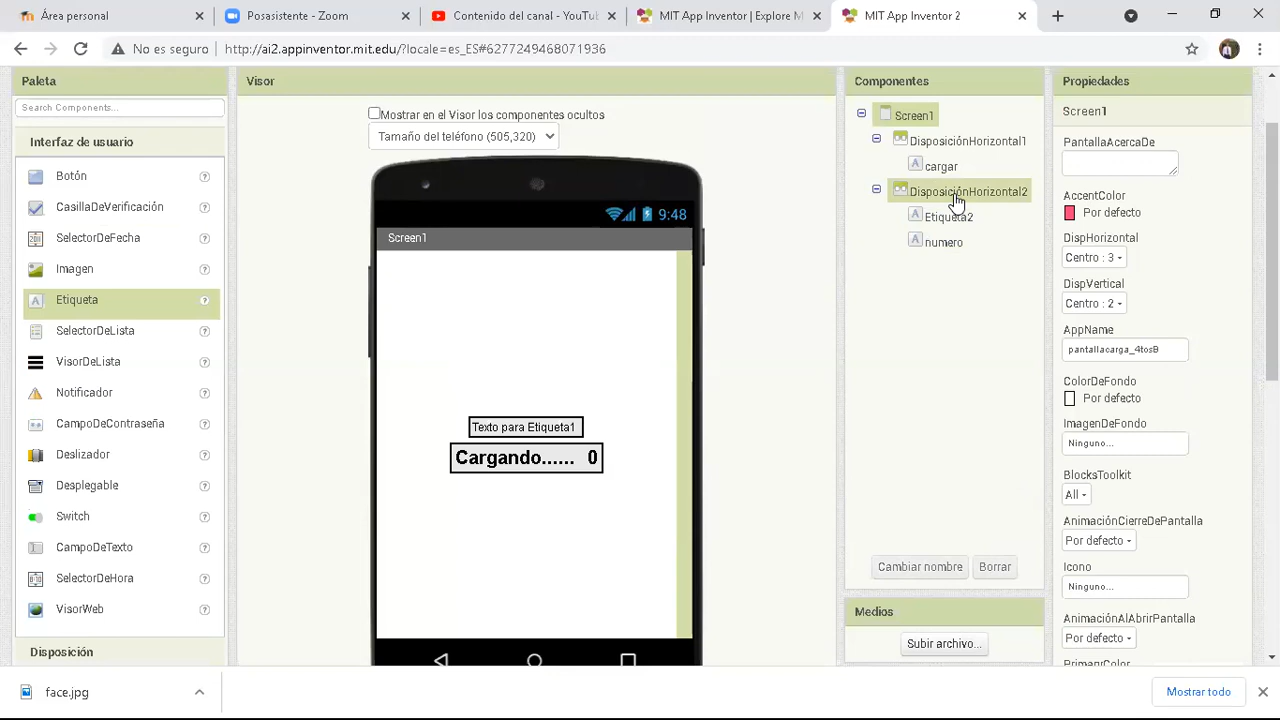 Área personal
Posasistente - Zoom
Contenido del canal - YouTu
MIT App Inventor | Explore M
MIT App Inventor 2
No es seguro
http://ai2.appinventor.mit.edu/?locale=es_ES#6277249468071936
Paleta
Visor
Componentes
Propiedades
Search Components...
Interfaz de usuario
Botón
CasillaDeVerificación
SelectorDeFecha
Imagen
Etiqueta
SelectorDeLista
VisorDeLista
Notificador
CampoDeContraseña
Deslizador
Desplegable
Switch
CampoDeTexto
SelectorDeHora
VisorWeb
Disposición
Mostrar en el Visor los componentes ocultos
Tamaño del teléfono (505,320)
9:48
Screen1
Texto para Etiqueta1
Cargando...... 0
Screen1
DisposiciónHorizontal1
cargar
DisposiciónHorizontal2
Etiqueta2
numero
Cambiar nombre
Borrar
Medios
Subir archivo...
Screen1
PantallaAcercaDe
AccentColor
Por defecto
DispHorizontal
Centro : 3
DispVertical
Centro : 2
AppName
pantallacarga_4tosB
ColorDeFondo
Por defecto
ImagenDeFondo
Ninguno...
BlocksToolkit
All
AnimaciónCierreDePantalla
Por defecto
Icono
Ninguno...
AnimaciónAlAbrirPantalla
Por defecto
PrimaryColor
face.jpg
Mostrar todo